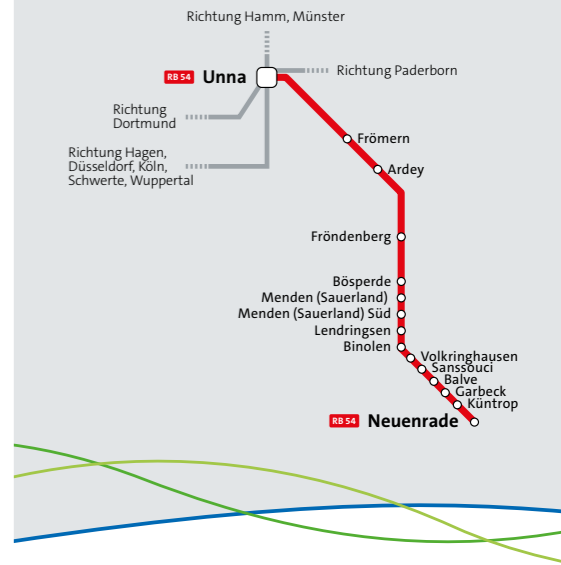 Richtung Hamm, Münster
RB 54 Unna
Richtung Paderborn
Richtung
Dortmund
Richtung Hagen,
Düsseldorf, Köln,
Schwerte, Wuppertal
Frömern
Ardey
Fröndenberg
Bösperde
Menden (Sauerland)
Menden (Sauerland) Süd
Lendringsen
Binolen
Volkringhausen
Sanssouci
Balve
Garbeck
Küntrop
RB 54 Neuenrade